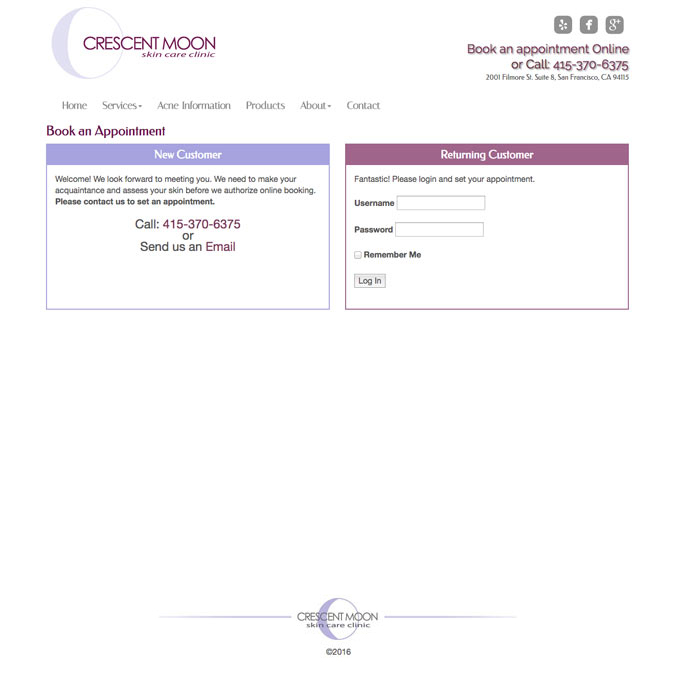 CRESCENT MOON
skin care clinic
Book an appointment Online
or Call: 415-370-6375
2001 Filmore St. Suite 8, San Francisco, CA 94115
Home Services Acne Information Products About Contact
Book an Appointment
New Customer
Welcome! We look forward to meeting you. We need to make your
acquaintance and assess your skin before we authorize online booking.
Please contact us to set an appointment.
Call: 415-370-6375
or
Send us an Email
Returning Customer
Fantastic! Please login and set your appointment.
Username
Password
Remember Me
Log In
CRESCENT MOON
skin care clinic
©2016